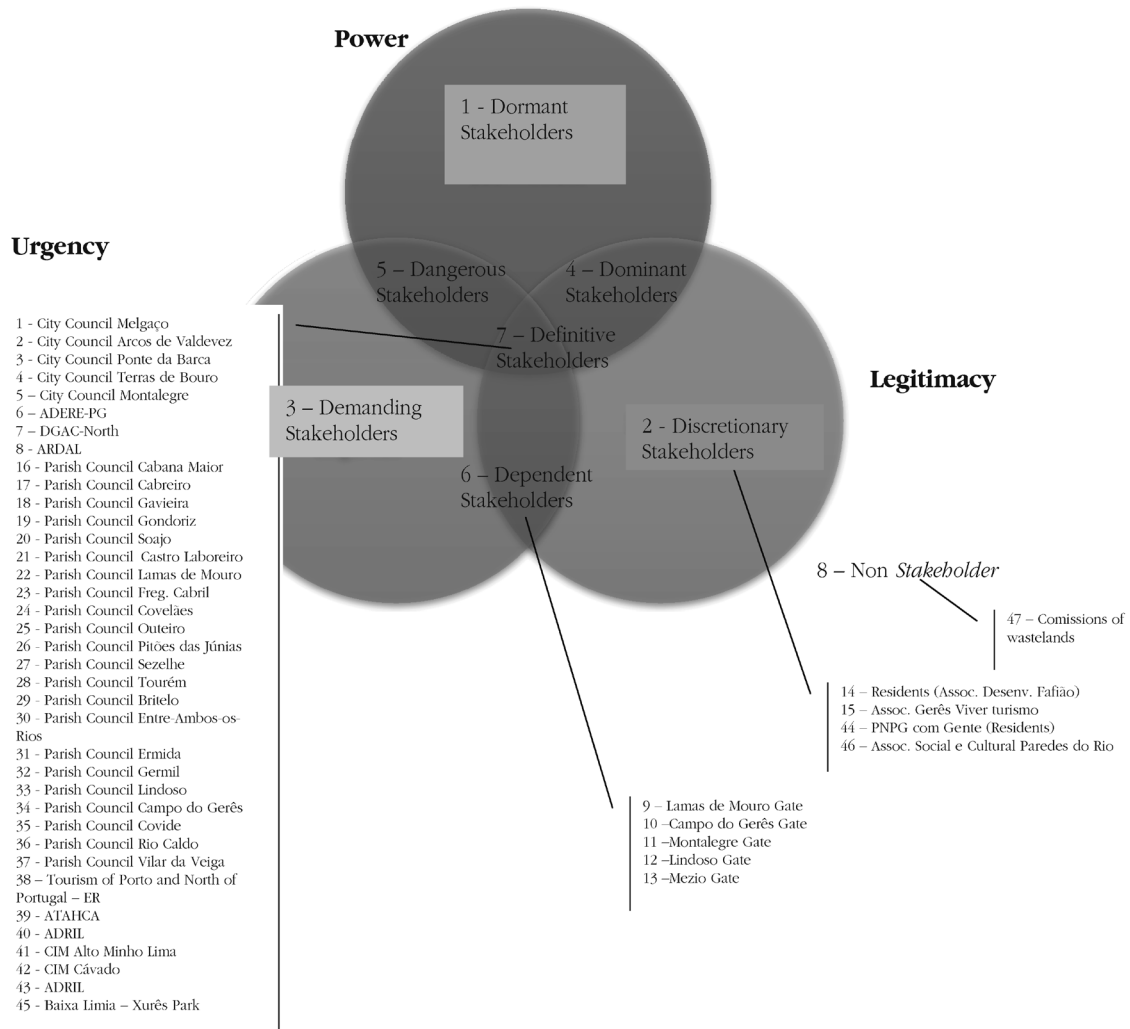 Power
1 - Dormant
Stakeholders
Urgency
5 – Dangerous
Stakeholders
4 – Dominant
Stakeholders
7 – Definitive
Stakeholders
Legitimacy
3 – Demanding
Stakeholders
2 - Discretionary
Stakeholders
6 – Dependent
Stakeholders
8 – Non Stakeholder
1 - City Council Melgaço
2 - City Council Arcos de Valdevez
3 - City Council Ponte da Barca
4 - City Council Terras de Bouro
5 – City Council Montalegre
6 – ADERE-PG
7 – DGAC-North
8 - ARDAL
16 - Parish Council Cabana Maior
17 - Parish Council Cabreiro
18 - Parish Council Gavieira
19 - Parish Council Gondoriz
20 - Parish Council Soajo
21 - Parish Council Castro Laboreiro
22 - Parish Council Lamas de Mouro
23 - Parish Council Freg. Cabril
24 - Parish Council Covelães
25 - Parish Council Outeiro
26 - Parish Council Pitões das Júnias
27 - Parish Council Sezelhe
28 - Parish Council Tourém
29 - Parish Council Britelo
30 - Parish Council Entre-Ambos-os-
Rios
31 - Parish Council Ermida
32 - Parish Council Germil
33 - Parish Council Lindoso
34 - Parish Council Campo do Gerês
35 - Parish Council Covide
36 - Parish Council Rio Caldo
37 - Parish Council Vilar da Veiga
38 – Tourism of Porto and North of
Portugal – ER
39 - ATAHCA
40 - ADRIL
41 - CIM Alto Minho Lima
42 - CIM Cávado
43 - ADRIL
45 - Baixa Limia – Xurês Park
47 – Comissions of
wastelands
14 – Residents (Assoc. Desenv. Fafião)
15 – Assoc. Gerês Viver turismo
44 – PNPG com Gente (Residents)
46 – Assoc. Social e Cultural Paredes do Rio
9 – Lamas de Mouro Gate
10 –Campo do Gerês Gate
11 –Montalegre Gate
12 –Lindoso Gate
13 –Mezio Gate